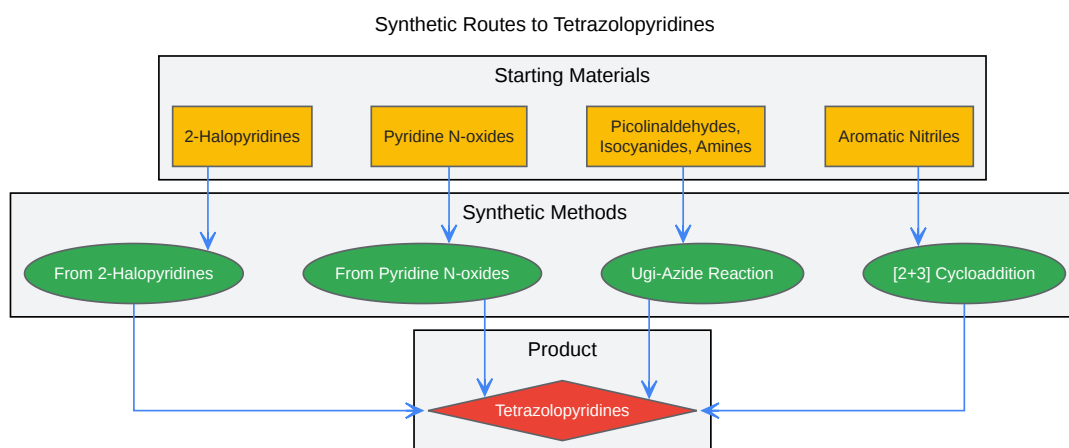 Synthetic Routes to Tetrazolopyridines
Starting Materials
2-Halopyridines
Pyridine N-oxides
Picolinaldehydes,
Isocyanides, Amines
Aromatic Nitriles
Synthetic Methods
From 2-Halopyridines
From Pyridine N-oxides
Ugi-Azide Reaction
[2+3] Cycloaddition
Product
Tetrazolopyridines